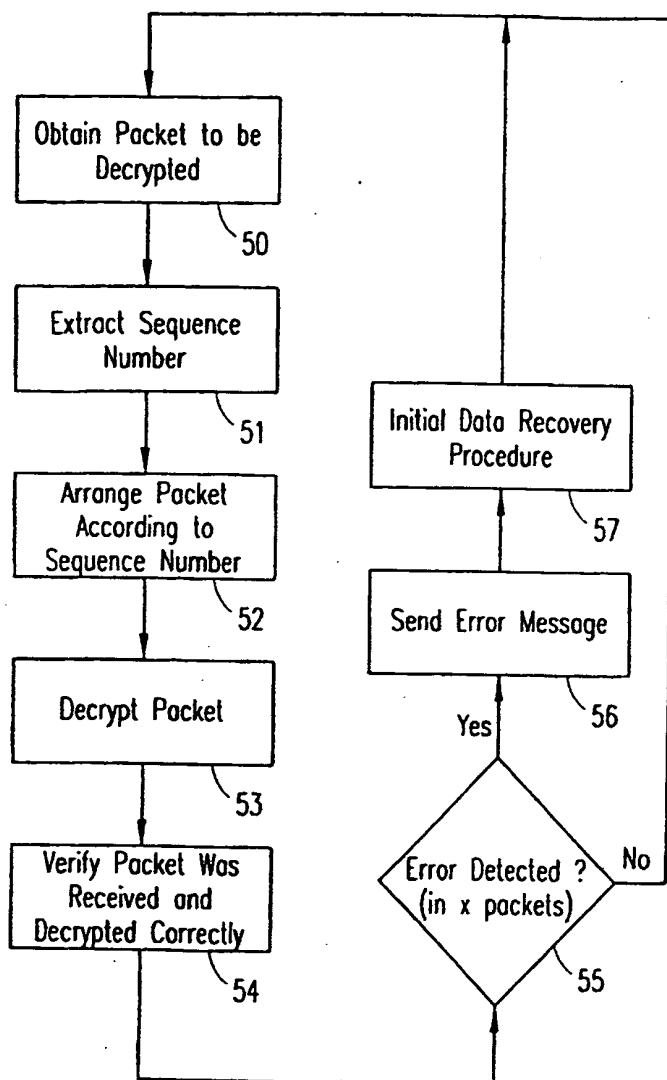 Obtain Packet to be
Decrypted
50
Extract Sequence
Number
51
Arrange Packet
According to
Sequence Number
52
Decrypt Packet
53
Verify Packet Was
Received and
Decrypted Correctly
54
Initial Data Recovery
Procedure
57
Send Error Message
56
Yes
Error Detected ?
(in x packets)
No
55